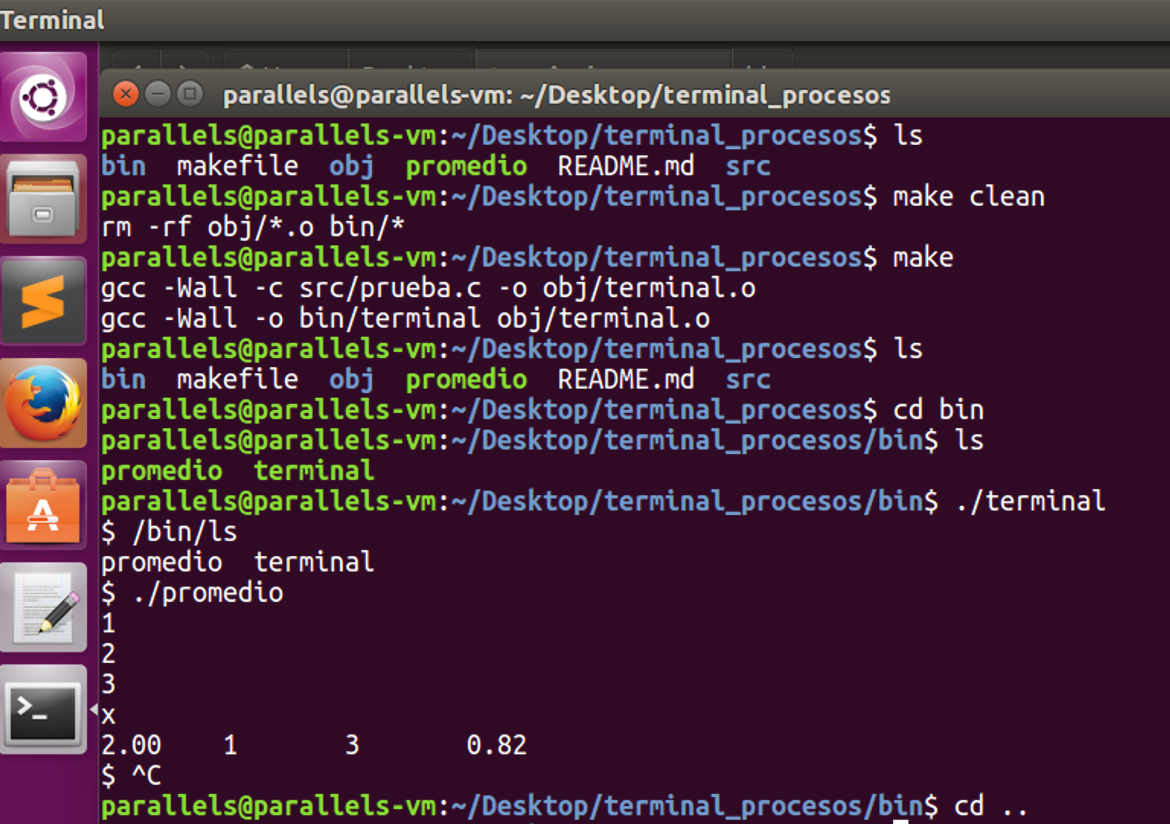 Terminal
parallels@parallels-vm: ~/Desktop/terminal_procesos
parallels@parallels-vm:~/Desktop/terminal_procesos$ ls
bin  makefile  obj  promedio  README.md  src
parallels@parallels-vm:~/Desktop/terminal_procesos$ make clean
rm -rf obj/*.o bin/*
parallels@parallels-vm:~/Desktop/terminal_procesos$ make
gcc -Wall -c src/prueba.c -o obj/terminal.o
gcc -Wall -o bin/terminal obj/terminal.o
parallels@parallels-vm:~/Desktop/terminal_procesos$ ls
bin  makefile  obj  promedio  README.md  src
parallels@parallels-vm:~/Desktop/terminal_procesos$ cd bin
parallels@parallels-vm:~/Desktop/terminal_procesos/bin$ ls
promedio  terminal
parallels@parallels-vm:~/Desktop/terminal_procesos/bin$ ./terminal
$ /bin/ls
promedio  terminal
$ ./promedio
1
2
3
x
2.00    1       3       0.82
$ ^C
parallels@parallels-vm:~/Desktop/terminal_procesos/bin$ cd ..